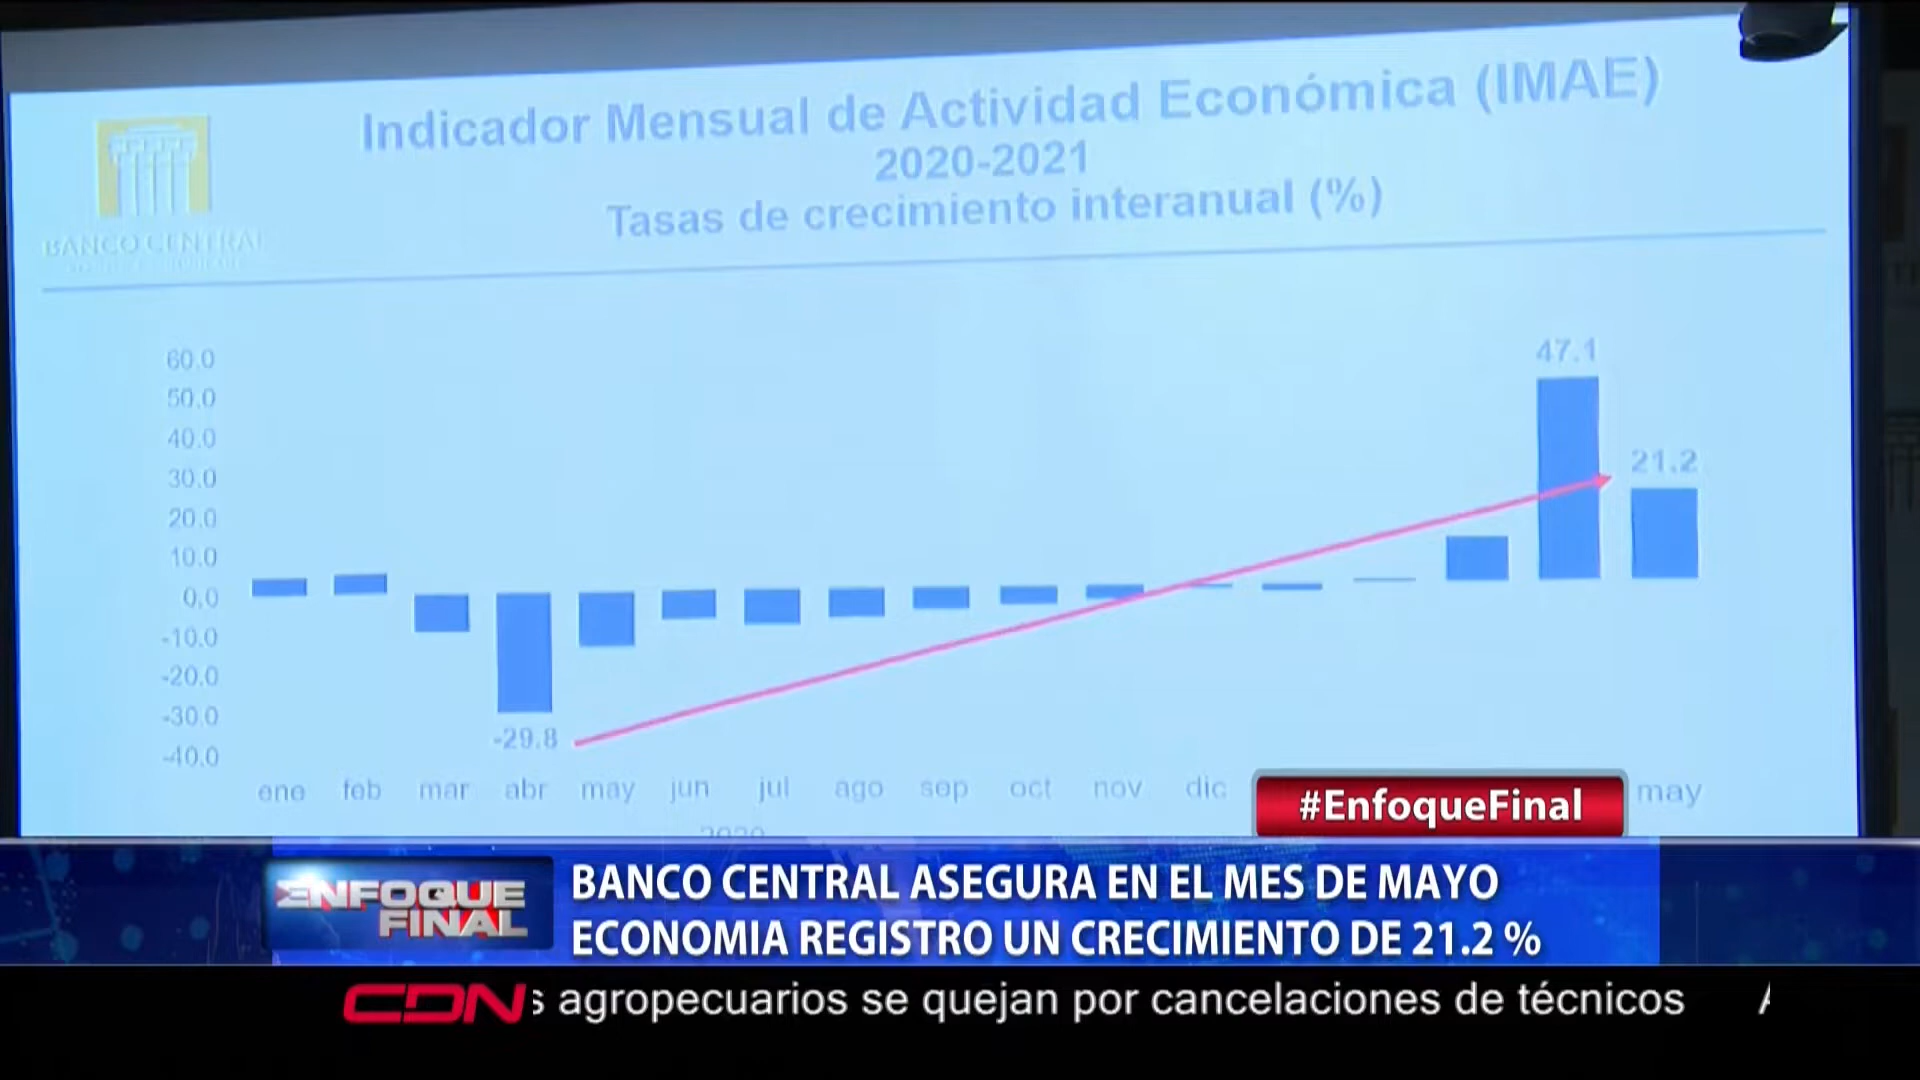 Indicador Mensual de Actividad Económica (IMAE)
2020-2021
Tasas de crecimiento interanual (%)
BANCO CENTRAL
60.0
50.0
40.0
30.0
20.0
10.0
0.0
-10.0
-20.0
-30.0
-40.0
-29.8
47.1
21.2
ene feb mar abr may jun jul ago sep oct nov dic may
2020
#EnfoqueFinal
ENFOQUE
FINAL
BANCO CENTRAL ASEGURA EN EL MES DE MAYO
ECONOMIA REGISTRO UN CRECIMIENTO DE 21.2 %
CDN
s agropecuarios se quejan por cancelaciones de técnicos